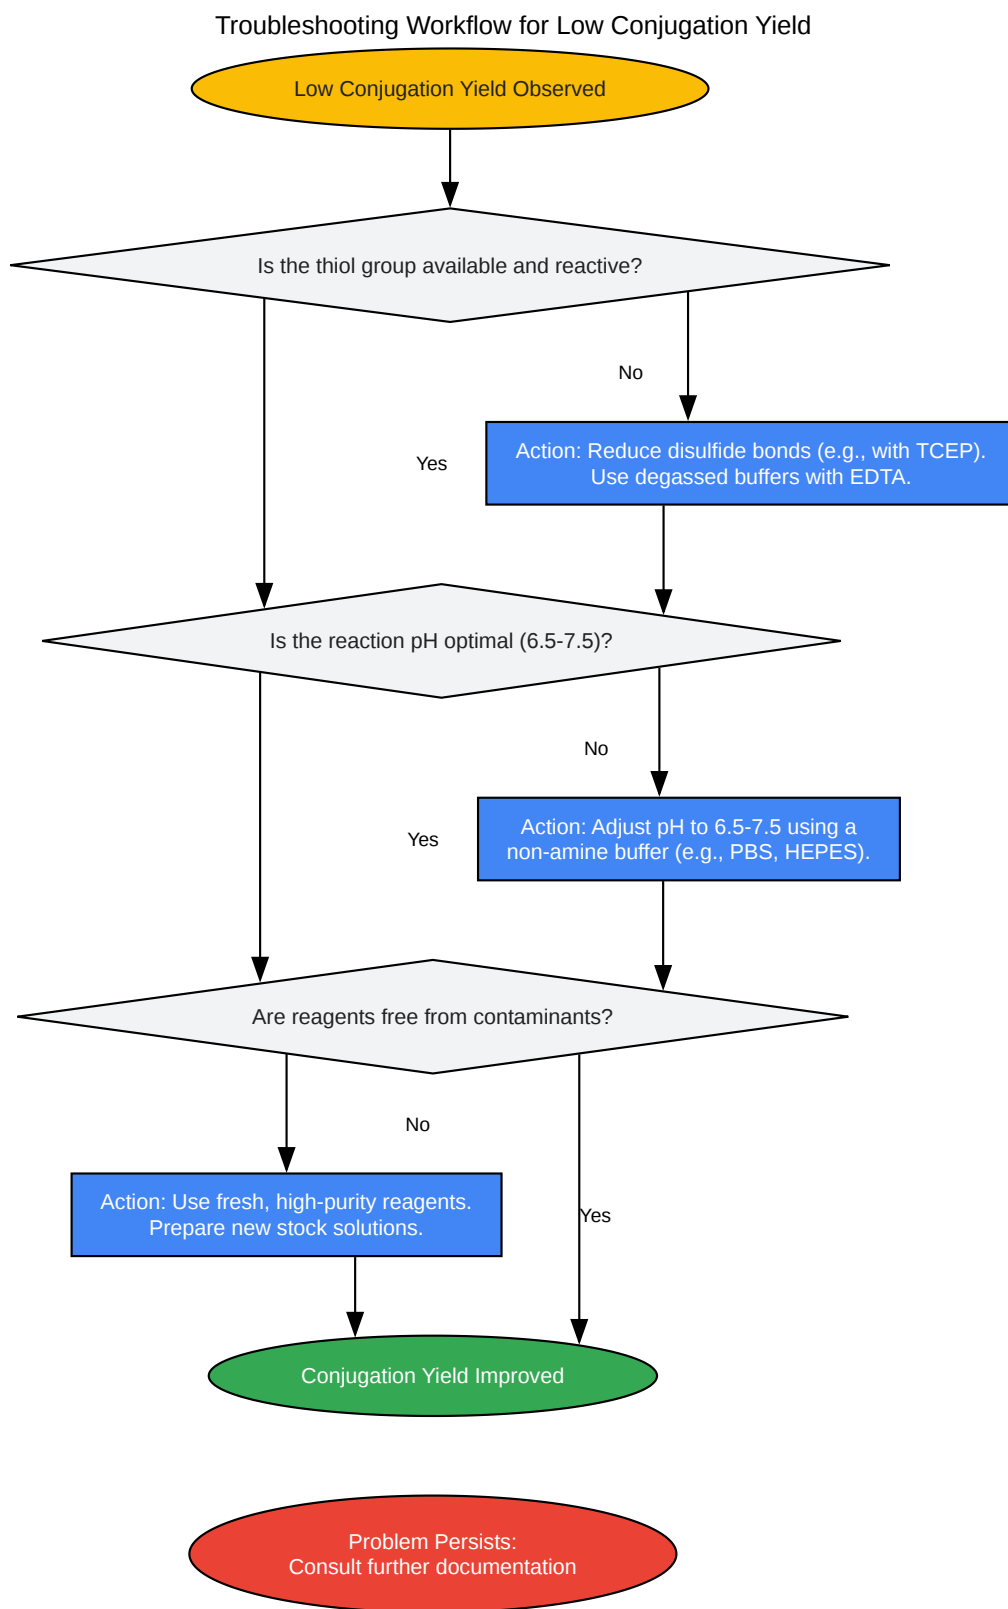 Troubleshooting Workflow for Low Conjugation Yield
Low Conjugation Yield Observed
Is the thiol group available and reactive?
No
Yes
Action: Reduce disulfide bonds (e.g., with TCEP).
Use degassed buffers with EDTA.
Is the reaction pH optimal (6.5-7.5)?
No
Yes
Action: Adjust pH to 6.5-7.5 using a
non-amine buffer (e.g., PBS, HEPES).
Are reagents free from contaminants?
No
Action: Use fresh, high-purity reagents.
Prepare new stock solutions.
Yes
Conjugation Yield Improved
Problem Persists:
Consult further documentation